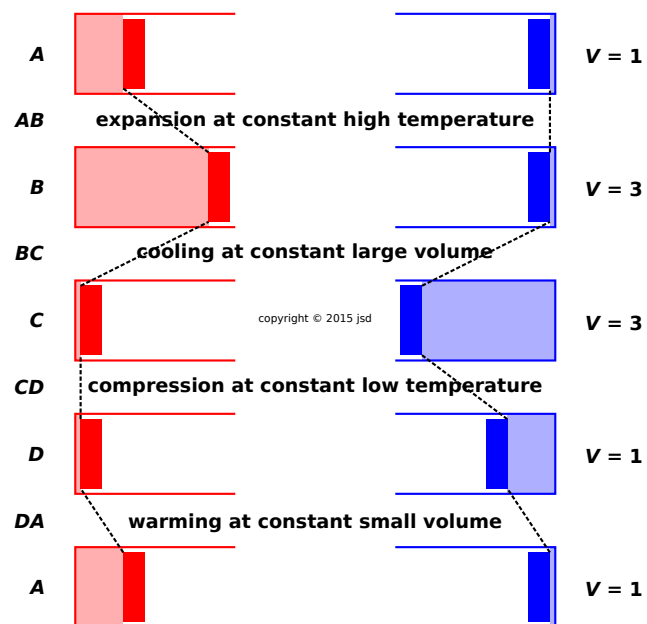 A V = 1
AB expansion at constant high temperature
B V = 3
BC cooling at constant large volume
C copyright © 2015 jsd V = 3
CD compression at constant low temperature
D V = 1
DA warming at constant small volume
A V = 1